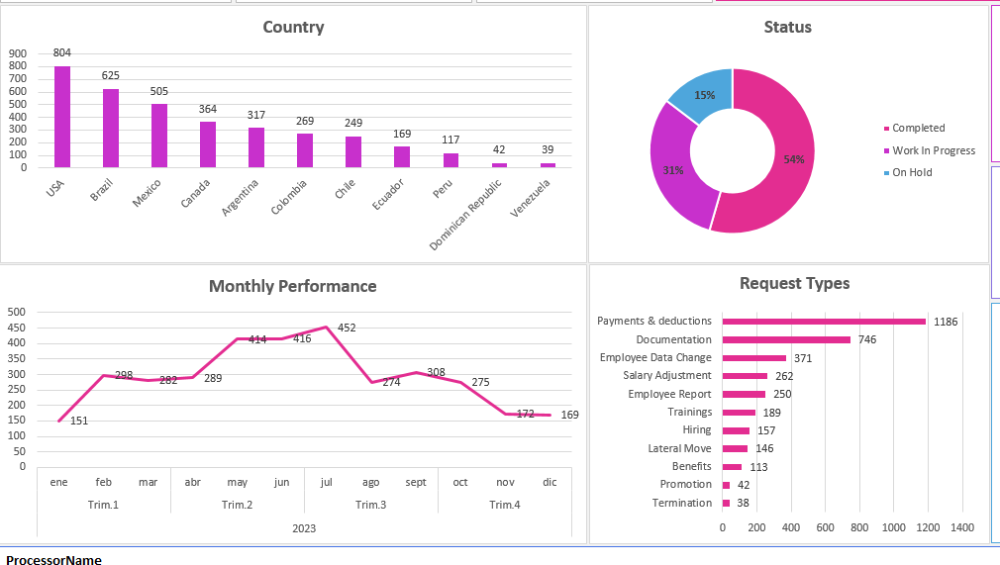 Country
900
800
700
600
500
400
300
200
100
0
804
625
505
364
317
269
249
169
117
42
39
USA
Brazil
Mexico
Canada
Argentina
Colombia
Chile
Ecuador
Peru
Dominican Republic
Venezuela
Status
15%
54%
31%
Completed
Work In Progress
On Hold
Monthly Performance
500
450
400
350
300
250
200
150
100
50
0
151
298
282
289
414
416
452
274
308
275
172
169
ene feb mar abr may jun jul ago sept oct nov dic
Trim.1 Trim.2 Trim.3 Trim.4
2023
Request Types
Payments & deductions 1186
Documentation 746
Employee Data Change 371
Salary Adjustment 262
Employee Report 250
Trainings 189
Hiring 157
Lateral Move 146
Benefits 113
Promotion 42
Termination 38
0 200 400 600 800 1000 1200 1400
ProcessorName